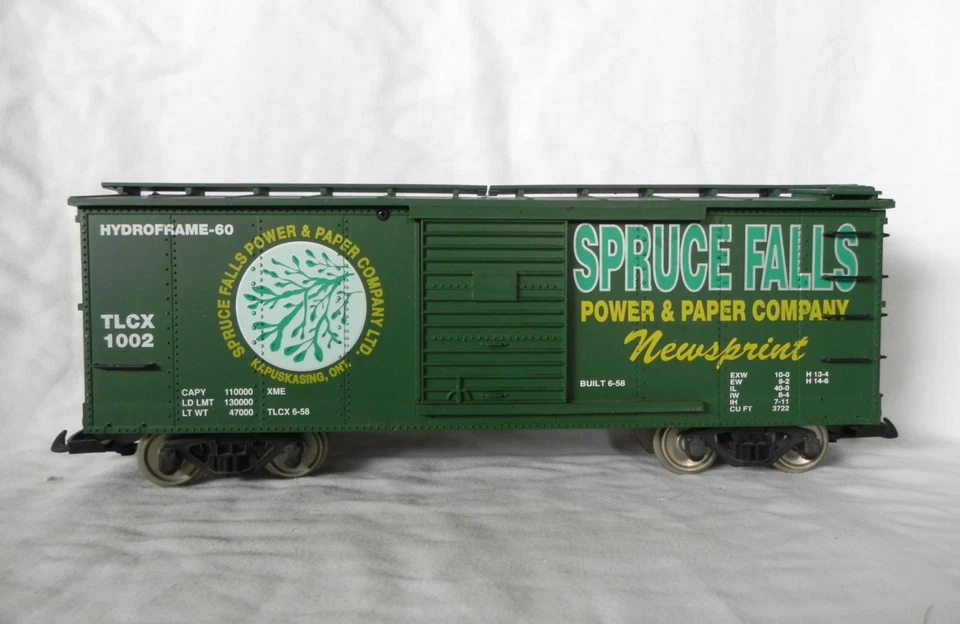 HYDROFRAME-60
TLCX
1002
SPRUCE FALLS POWER & PAPER COMPANY LTD.
KAPUSKASING, ONT.
CAPY 110000 XME
LD LMT 130000
LT WT 47000 TLCX 6-58
SPRUCE FALLS
POWER & PAPER COMPANY
Newsprint
BUILT 6-58
EXW 10-0 H 13-4
EW 9-2 H 14-6
IL 40-0
IW 8-4
IH 7-11
CU FT 3722